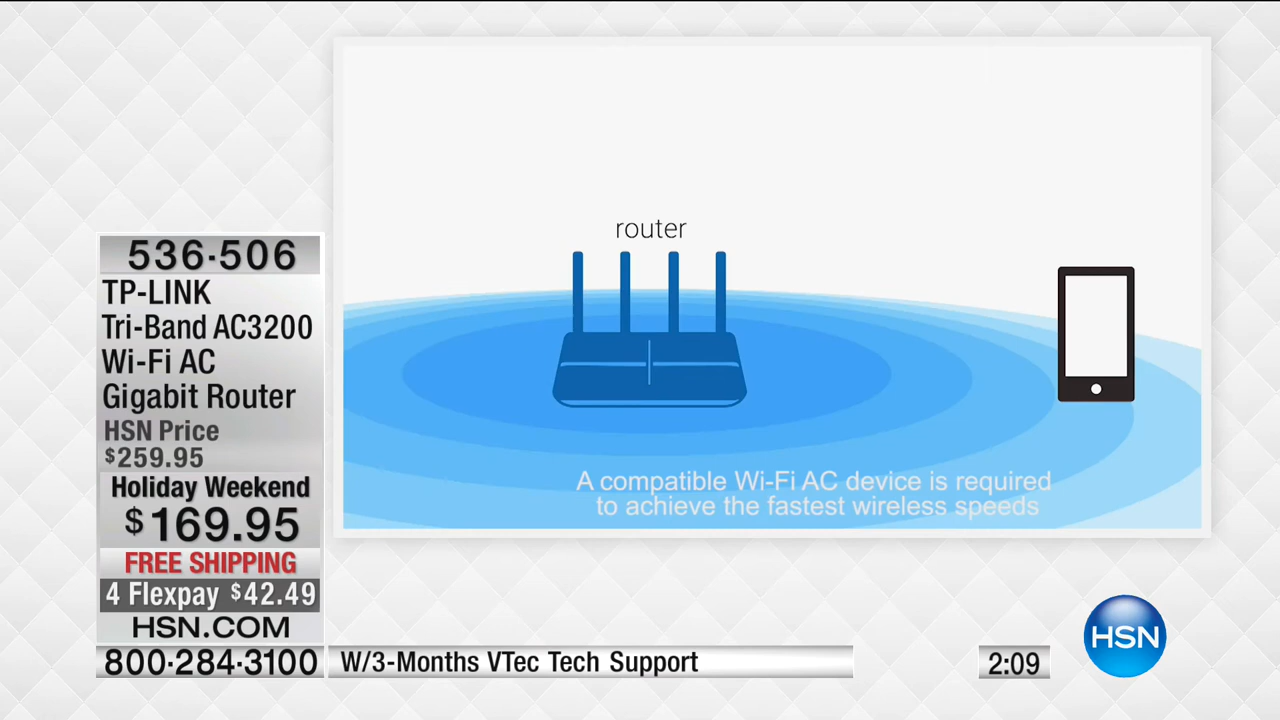 536·506
TP-LINK
Tri-Band AC3200
Wi-Fi AC
Gigabit Router
HSN Price
$259.95
Holiday Weekend
$169.95
FREE SHIPPING
4 Flexpay $42.49
HSN.COM
800·284·3100
router
A compatible Wi-Fi AC device is required
to achieve the fastest wireless speeds
W/3-Months VTec Tech Support
2:09
HSN